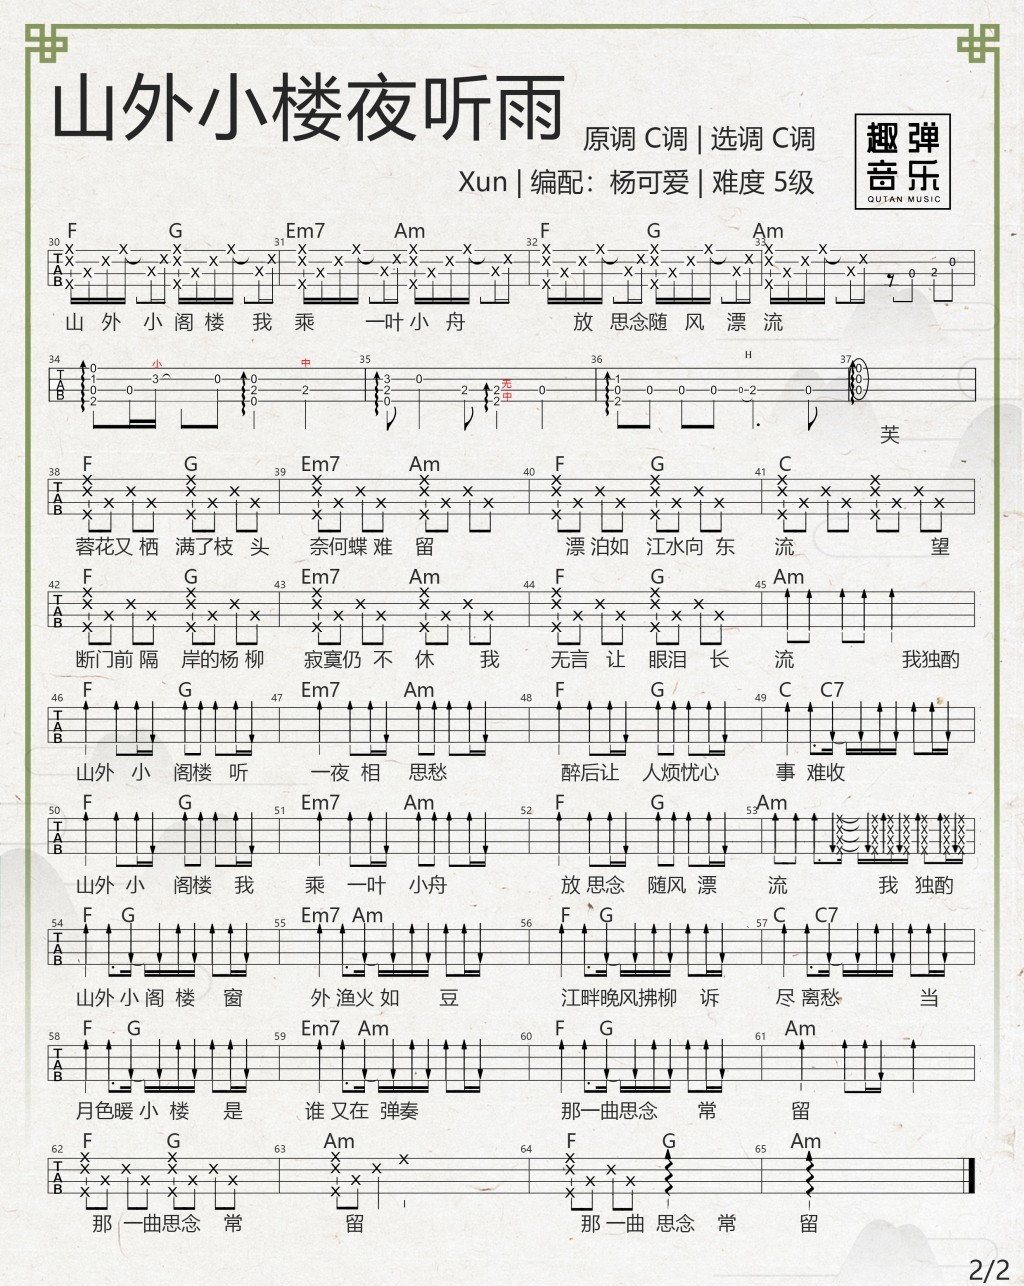 山外小楼夜听雨
原调 C调 | 选调 C调
Xun | 编配：杨可爱 | 难度 5级
趣弹
音乐
QUTAN MUSIC
F G Em7 Am F G Am
30 31 32 33
山 外 小 阁 楼 我 乘 一叶 小 舟 放 思念随 风 漂 流
34 小 中 35 无 中 36 H 37
芙
F G Em7 Am F G C
38 39 40 41
蓉花又 栖 满了枝 头 奈何蝶 难 留 漂 泊如 江水向 东 流 望
F G Em7 Am F G Am
42 43 44 45
断门前 隔 岸的杨 柳 寂寞仍 不 休 我 无言 让 眼泪 长 流 我独酌
F G Em7 Am F G C C7
46 47 48 49
山外 小 阁楼 听 一夜 相 思愁 醉后让 人烦忧心 事 难收
F G Em7 Am F G Am
50 51 52 53
山外 小 阁楼 我 乘 一叶 小舟 放 思念 随风 漂 流 我 独酌
F G Em7 Am F G C C7
54 55 56 57
山外 小 阁 楼 窗 外 渔火 如 豆 江畔晚风拂柳 诉 尽 离愁 当
F G Em7 Am F G Am
58 59 60 61
月色暖 小 楼 是 谁 又在 弹奏 那一曲思念 常 留
F G Am F G Am
62 63 64 65
那 一曲思念 常 留 那 一曲 思念 常 留
2/2